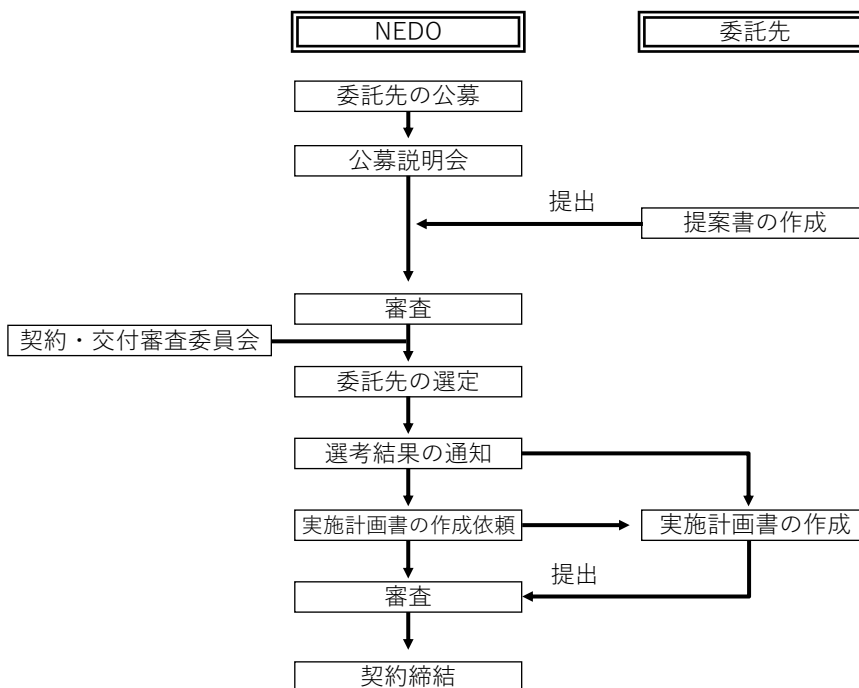 NEDO
委託先
委託先の公募
公募説明会
提出
提案書の作成
審査
契約・交付審査委員会
委託先の選定
選考結果の通知
実施計画書の作成依頼
実施計画書の作成
提出
審査
契約締結